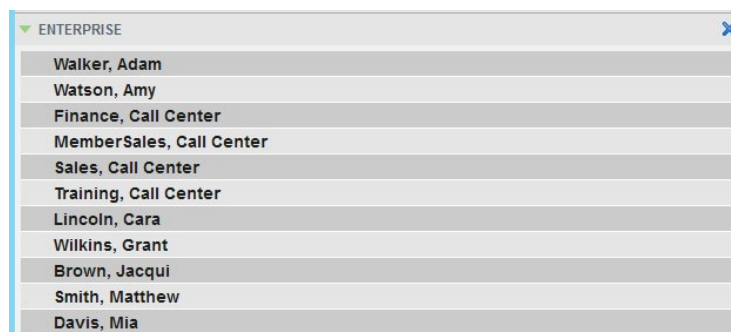 ENTERPRISE
Walker, Adam
Watson, Amy
Finance, Call Center
MemberSales, Call Center
Sales, Call Center
Training, Call Center
Lincoln, Cara
Wilkins, Grant
Brown, Jacqui
Smith, Matthew
Davis, Mia